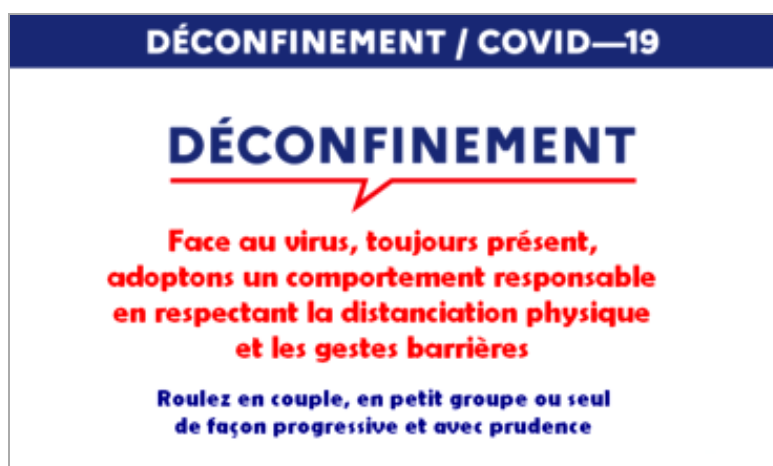 DÉCONFINEMENT / COVID—19
DÉCONFINEMENT
Face au virus, toujours présent,
adoptons un comportement responsable
en respectant la distanciation physique
et les gestes barrières
Roulez en couple, en petit groupe ou seul
de façon progressive et avec prudence